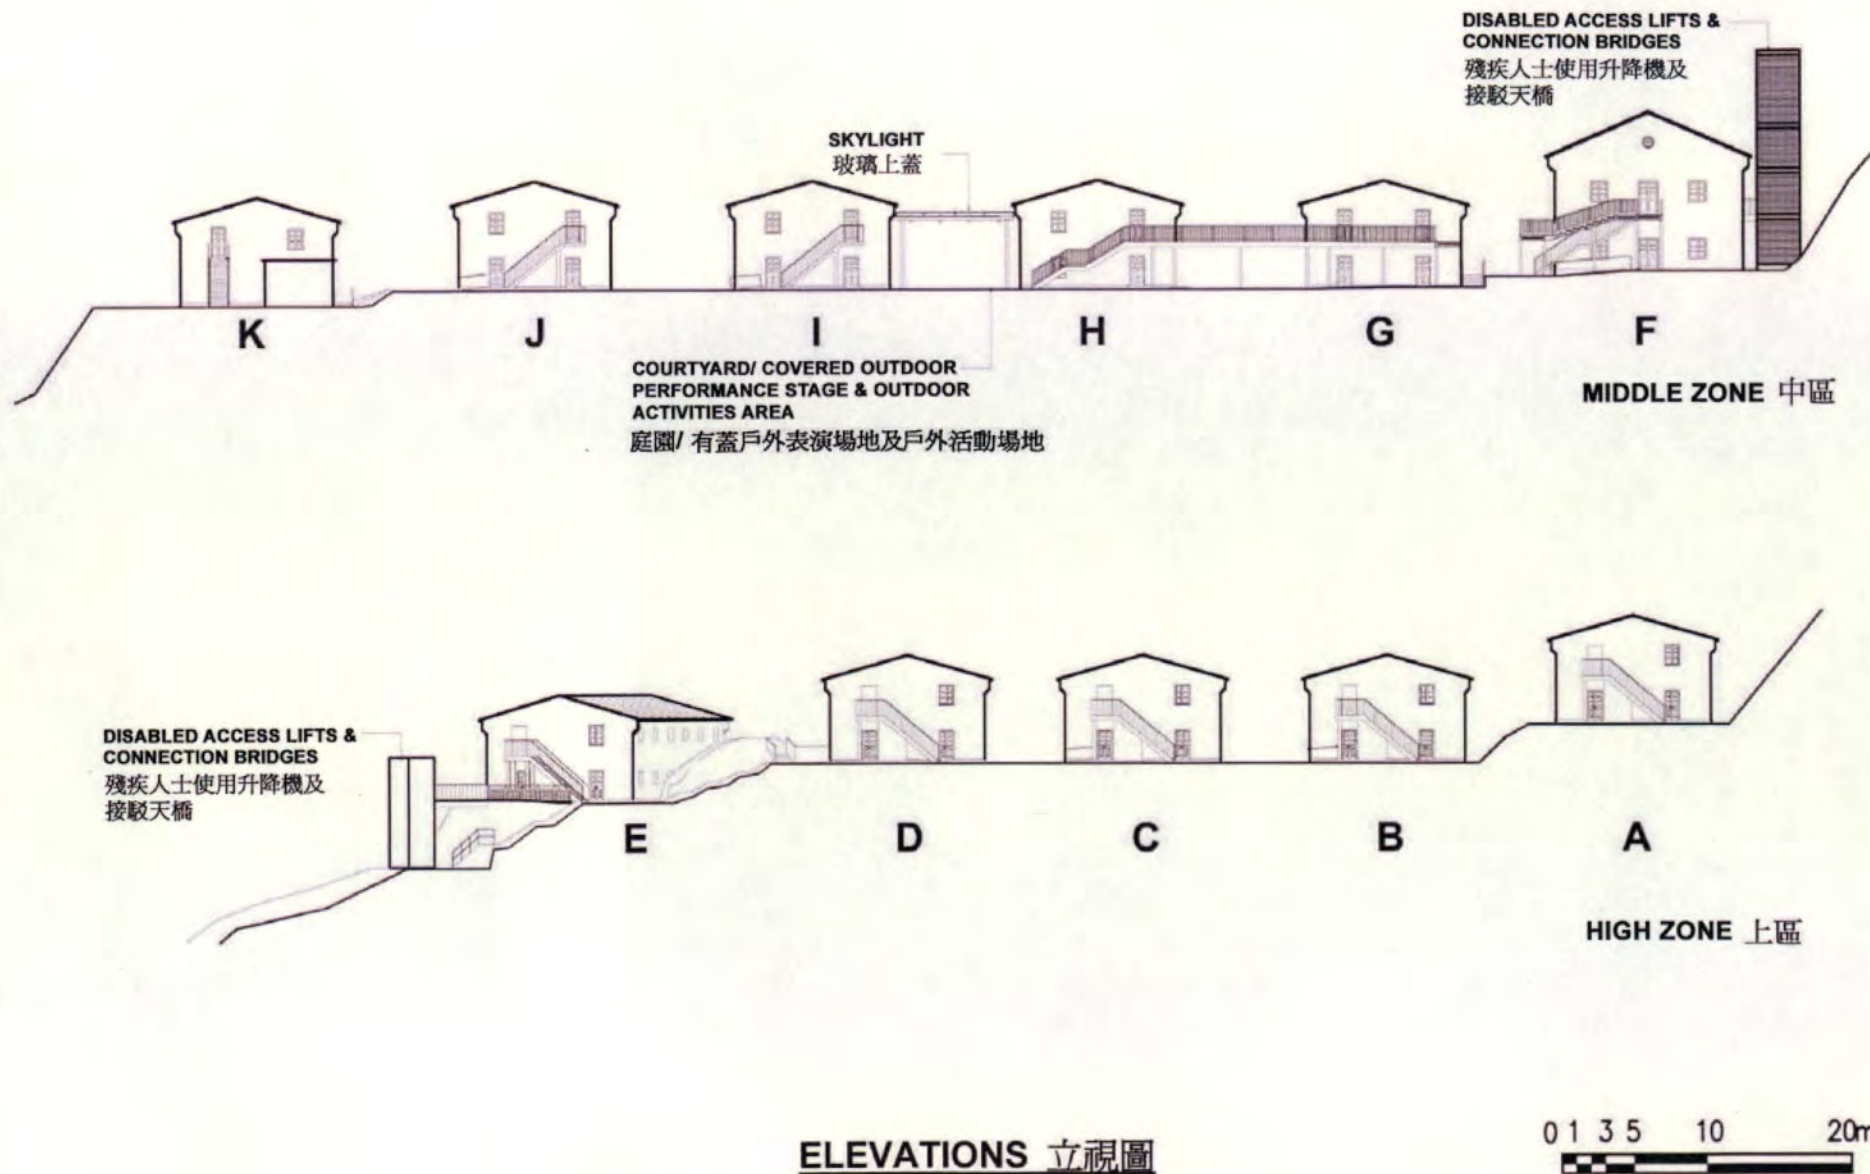 DISABLED ACCESS LIFTS &
CONNECTION BRIDGES
殘疾人士使用升降機及
接駁天橋
SKYLIGHT
玻璃上蓋
K
J
I
H
G
F
COURTYARD/ COVERED OUTDOOR
PERFORMANCE STAGE & OUTDOOR
ACTIVITIES AREA
庭園/ 有蓋戶外表演場地及戶外活動場地
MIDDLE ZONE 中區
DISABLED ACCESS LIFTS &
CONNECTION BRIDGES
殘疾人士使用升降機及
接駁天橋
E
D
C
B
A
HIGH ZONE 上區
ELEVATIONS 立視圖
0 1 3 5 10 20m